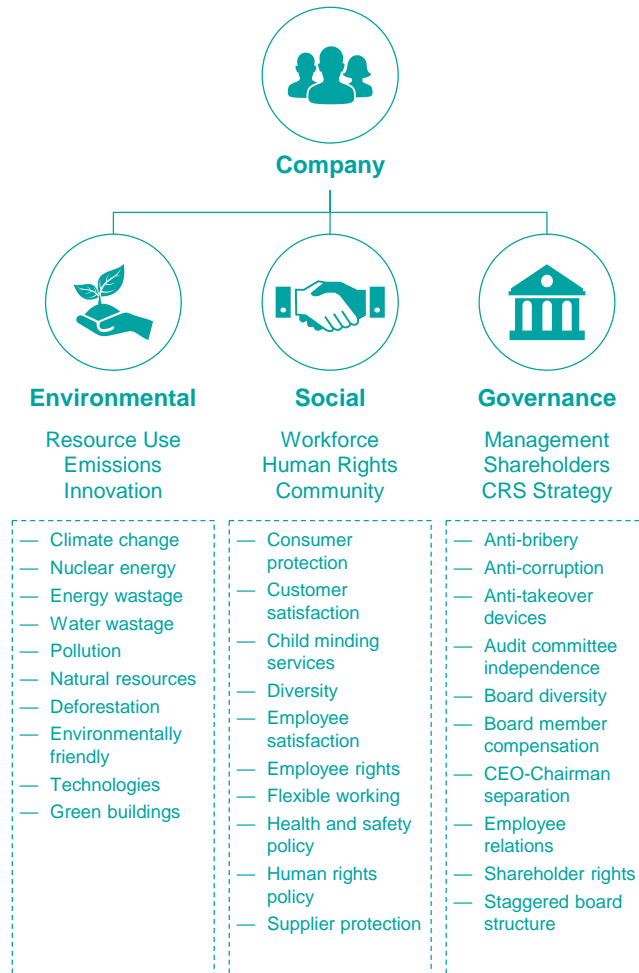 Company
Environmental
Resource Use
Emissions
Innovation
— Climate change
— Nuclear energy
— Energy wastage
— Water wastage
— Pollution
— Natural resources
— Deforestation
— Environmentally
friendly
— Technologies
— Green buildings
Social
Workforce
Human Rights
Community
— Consumer
protection
— Customer
satisfaction
— Child minding
services
— Diversity
— Employee
satisfaction
— Employee rights
— Flexible working
— Health and safety
policy
— Human rights
policy
— Supplier protection
Governance
Management
Shareholders
CRS Strategy
— Anti-bribery
— Anti-corruption
— Anti-takeover
devices
— Audit committee
independence
— Board diversity
— Board member
compensation
— CEO-Chairman
separation
— Employee
relations
— Shareholder rights
— Staggered board
structure